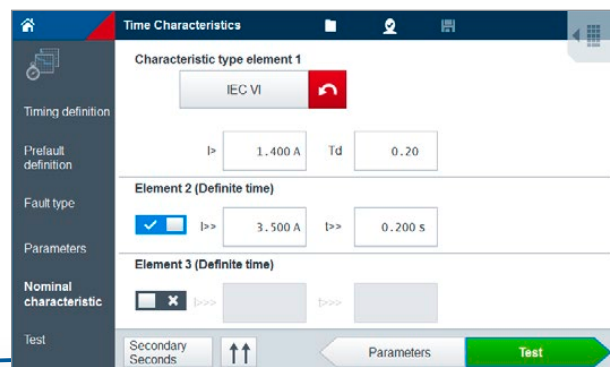 Time Characteristics
Timing definition
Prefault
definition
Fault type
Parameters
Nominal
characteristic
Test
Characteristic type element 1
IEC VI
I> 1.400 A Td 0.20
Element 2 (Definite time)
I>> 3.500 A t>> 0.200 s
Element 3 (Definite time)
I>>> t>>>
Secondary
Seconds
Parameters
Test